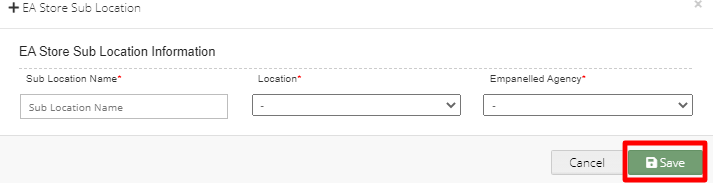 + EA Store Sub Location
×
EA Store Sub Location Information
Sub Location Name* Location* Empanelled Agency*
Sub Location Name - -
Cancel Save